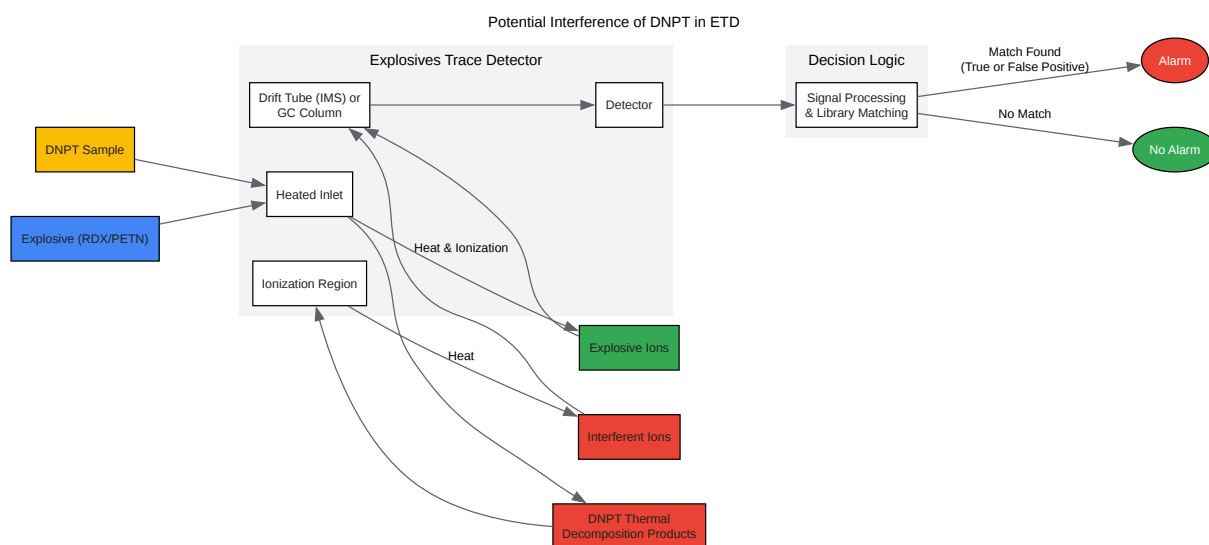 Potential Interference of DNPT in ETD
Explosives Trace Detector
Decision Logic
Match Found
(True or False Positive)
Alarm
Drift Tube (IMS) or
GC Column
Detector
Signal Processing
& Library Matching
No Match
No Alarm
DNPT Sample
Heated Inlet
Explosive (RDX/PETN)
Heat & Ionization
Ionization Region
Explosive Ions
Heat
Interferent Ions
DNPT Thermal
Decomposition Products